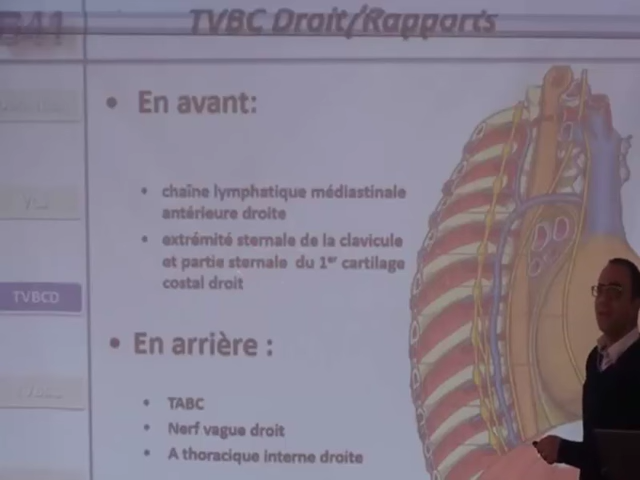 TVBC Droit/Rapports
• En avant:
• chaîne lymphatique médiastinale
antérieure droite
• extrémité sternale de la clavicule
et partie sternale du 1er cartilage
costal droit
TVBCD
• En arrière :
• TABC
• Nerf vague droit
• A thoracique interne droite